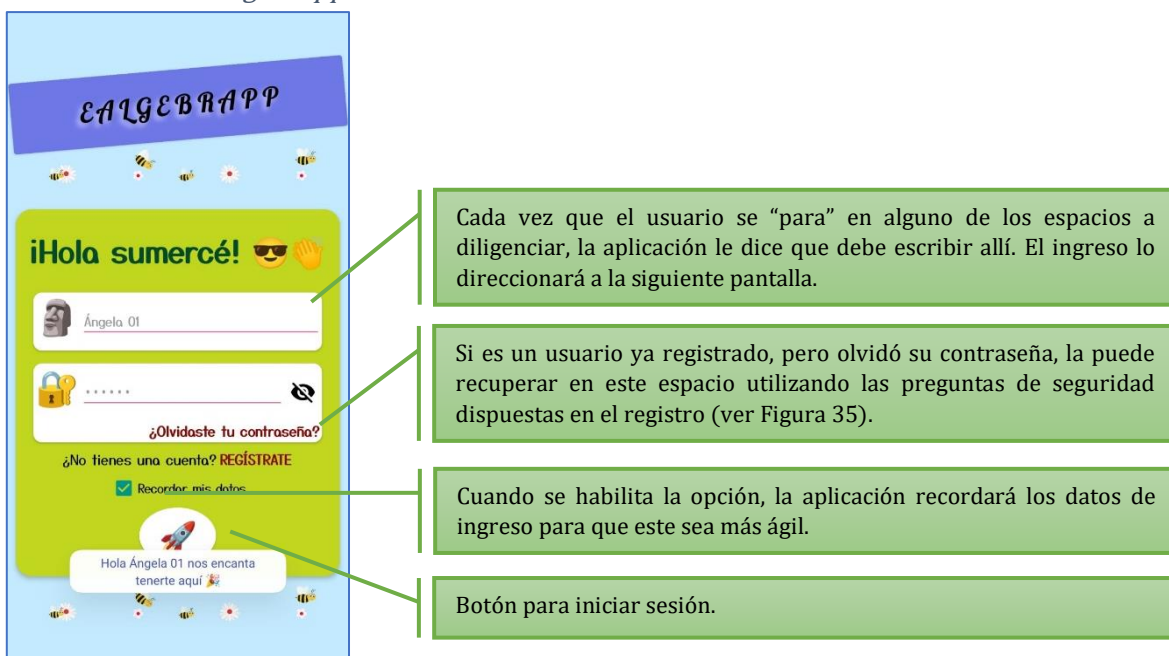 EALGEBRAPP
¡Hola sumercé!
Ángela 01
¿Olvidaste tu contraseña?
¿No tienes una cuenta? REGÍSTRATE
Recordar mis datos
Hola Ángela 01 nos encanta
tenerte aquí
Cada vez que el usuario se “para” en alguno de los espacios a
diligenciar, la aplicación le dice que debe escribir allí. El ingreso lo
direccionará a la siguiente pantalla.
Si es un usuario ya registrado, pero olvidó su contraseña, la puede
recuperar en este espacio utilizando las preguntas de seguridad
dispuestas en el registro (ver Figura 35).
Cuando se habilita la opción, la aplicación recordará los datos de
ingreso para que este sea más ágil.
Botón para iniciar sesión.